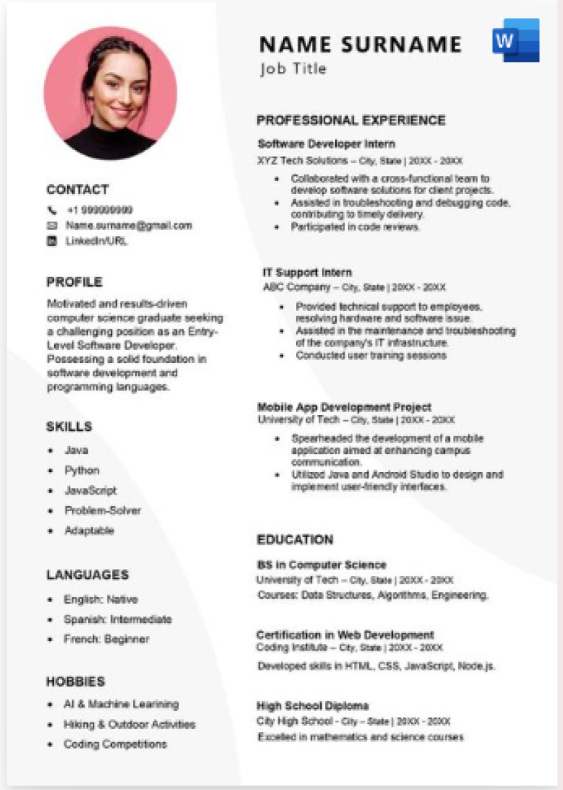 NAME SURNAME
W
Job Title
CONTACT
+1 999999999
Name.surname@gmail.com
in
LinkedIn/URL
PROFILE
Motivated and results-driven
computer science graduate seeking
a challenging position as an Entry-
Level Software Developer.
Possessing a solid foundation in
software development and
programming languages.
SKILLS
• Java
• Python
• JavaScript
• Problem-Solver
• Adaptable
LANGUAGES
• English: Native
• Spanish: Intermediate
• French: Beginner
HOBBIES
• AI & Machine Learining
• Hiking & Outdoor Activities
• Coding Competitions
PROFESSIONAL EXPERIENCE
Software Developer Intern
XYZ Tech Solutions – City, State | 20XX - 20XX
• Collaborated with a cross-functional team to
develop software solutions for client projects.
• Assisted in troubleshooting and debugging code,
contributing to timely delivery.
• Participated in code reviews.
IT Support Intern
ABC Company – City, State | 20XX - 20XX
• Provided technical support to employees,
resolving hardware and software issue.
• Assisted in the maintenance and troubleshooting
of the company's IT infrastructure.
• Conducted user training sessions
Mobile App Development Project
University of Tech – City, State | 20XX - 20XX
• Spearheaded the development of a mobile
application aimed at enhancing campus
communication.
• Utilized Java and Android Studio to design and
implement user-friendly interfaces.
EDUCATION
BS in Computer Science
University of Tech – City, State | 20XX - 20XX
Courses: Data Structures, Algorithms, Engineering.
Certification in Web Development
Coding Institute – City, State | 20XX - 20XX
Developed skills in HTML, CSS, JavaScript, Node.js.
High School Diploma
City High School - City – State | 20XX - 20XX
Excelled in mathematics and science courses